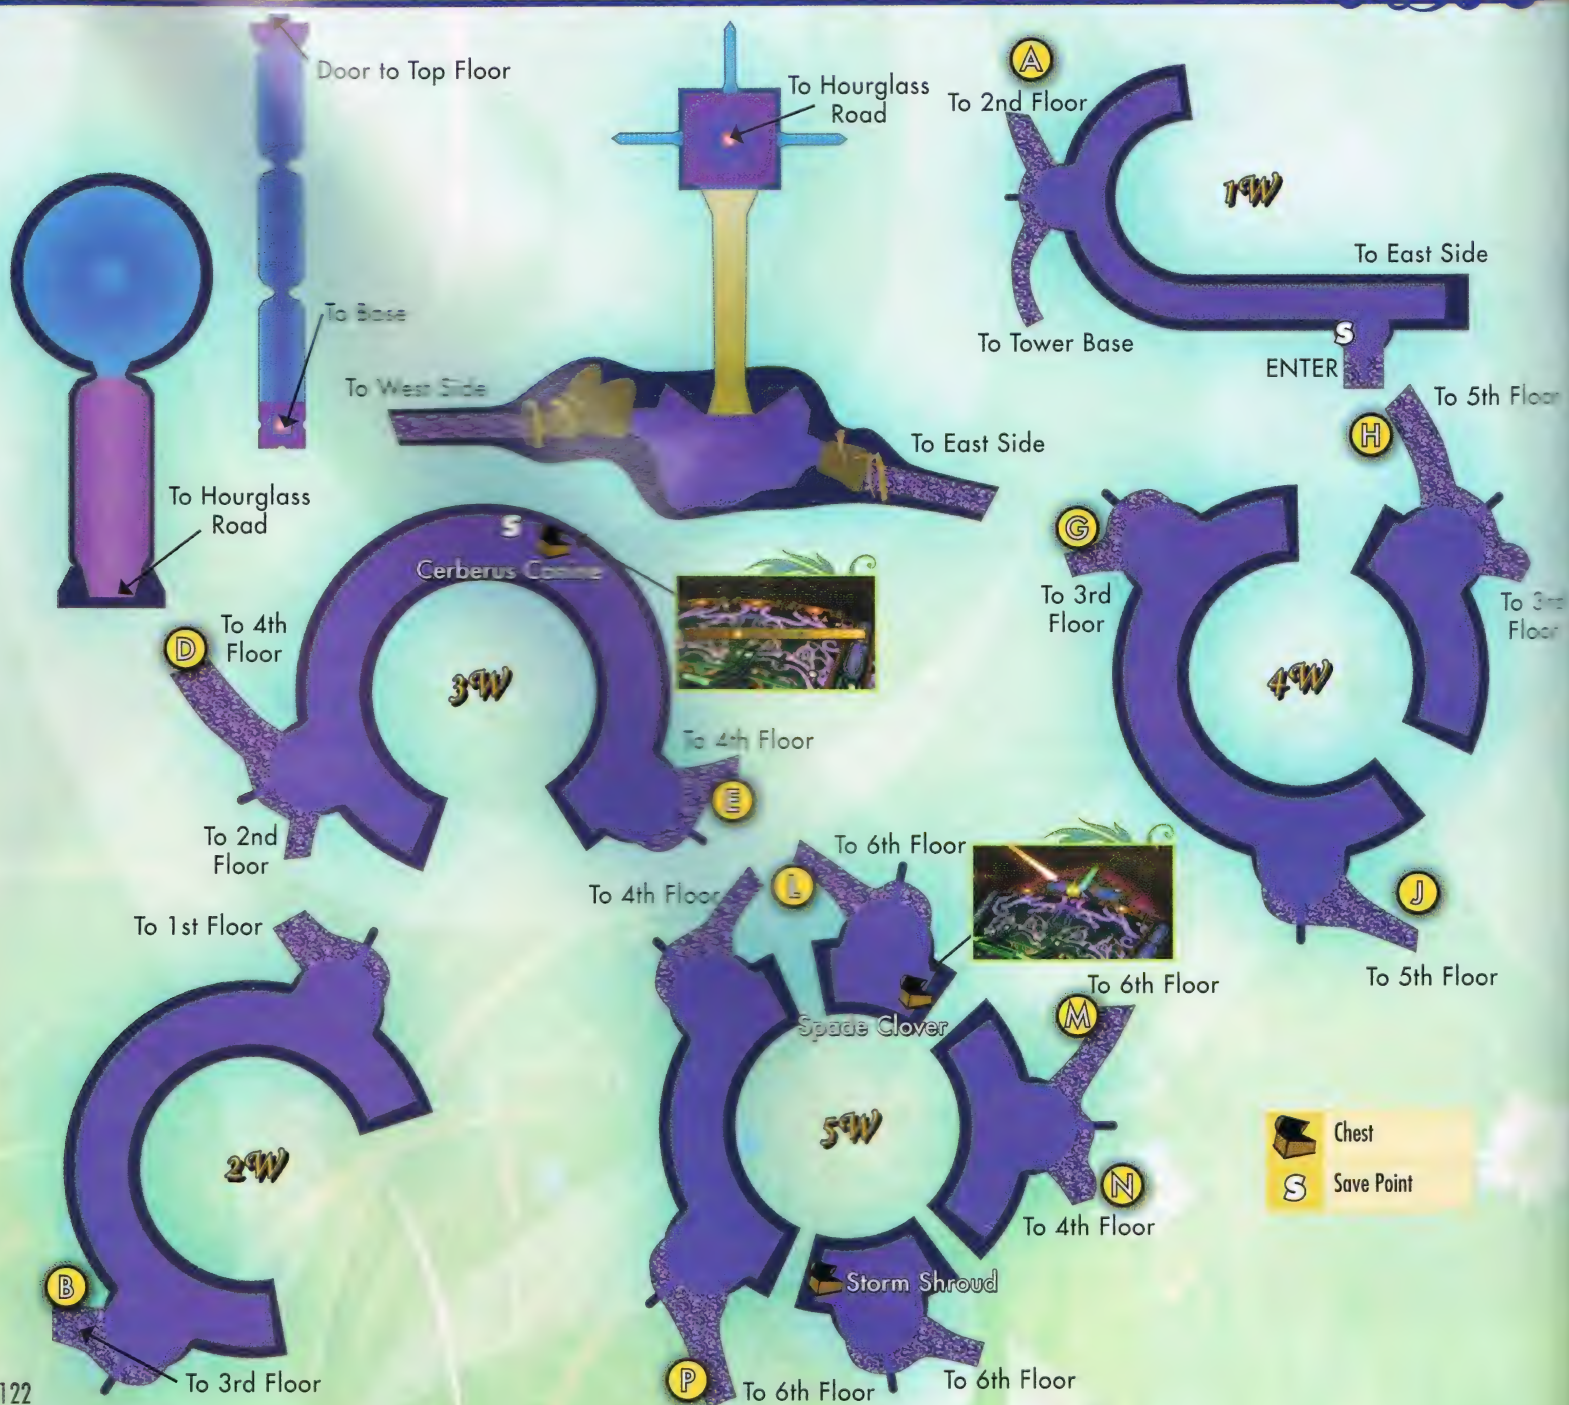 Door to Top Floor
To Hourglass
Road
A
To 2nd Floor
1W
To East Side
To Tower Base
S
ENTER
To Base
To West Side
To East Side
To Hourglass
Road
S
Cerberus Canine
To 5th Floor
H
G
To 3rd
Floor
To 3rd
Floor
4W
To 4th
Floor
D
3W
To 4th Floor
E
To 2nd
Floor
To 6th Floor
L
To 4th Floor
J
To 5th Floor
To 1st Floor
To 6th Floor
M
Spade Clover
5W
2W
Chest
S
Save Point
N
To 4th Floor
B
Storm Shroud
To 3rd Floor
P
To 6th Floor
To 6th Floor
122